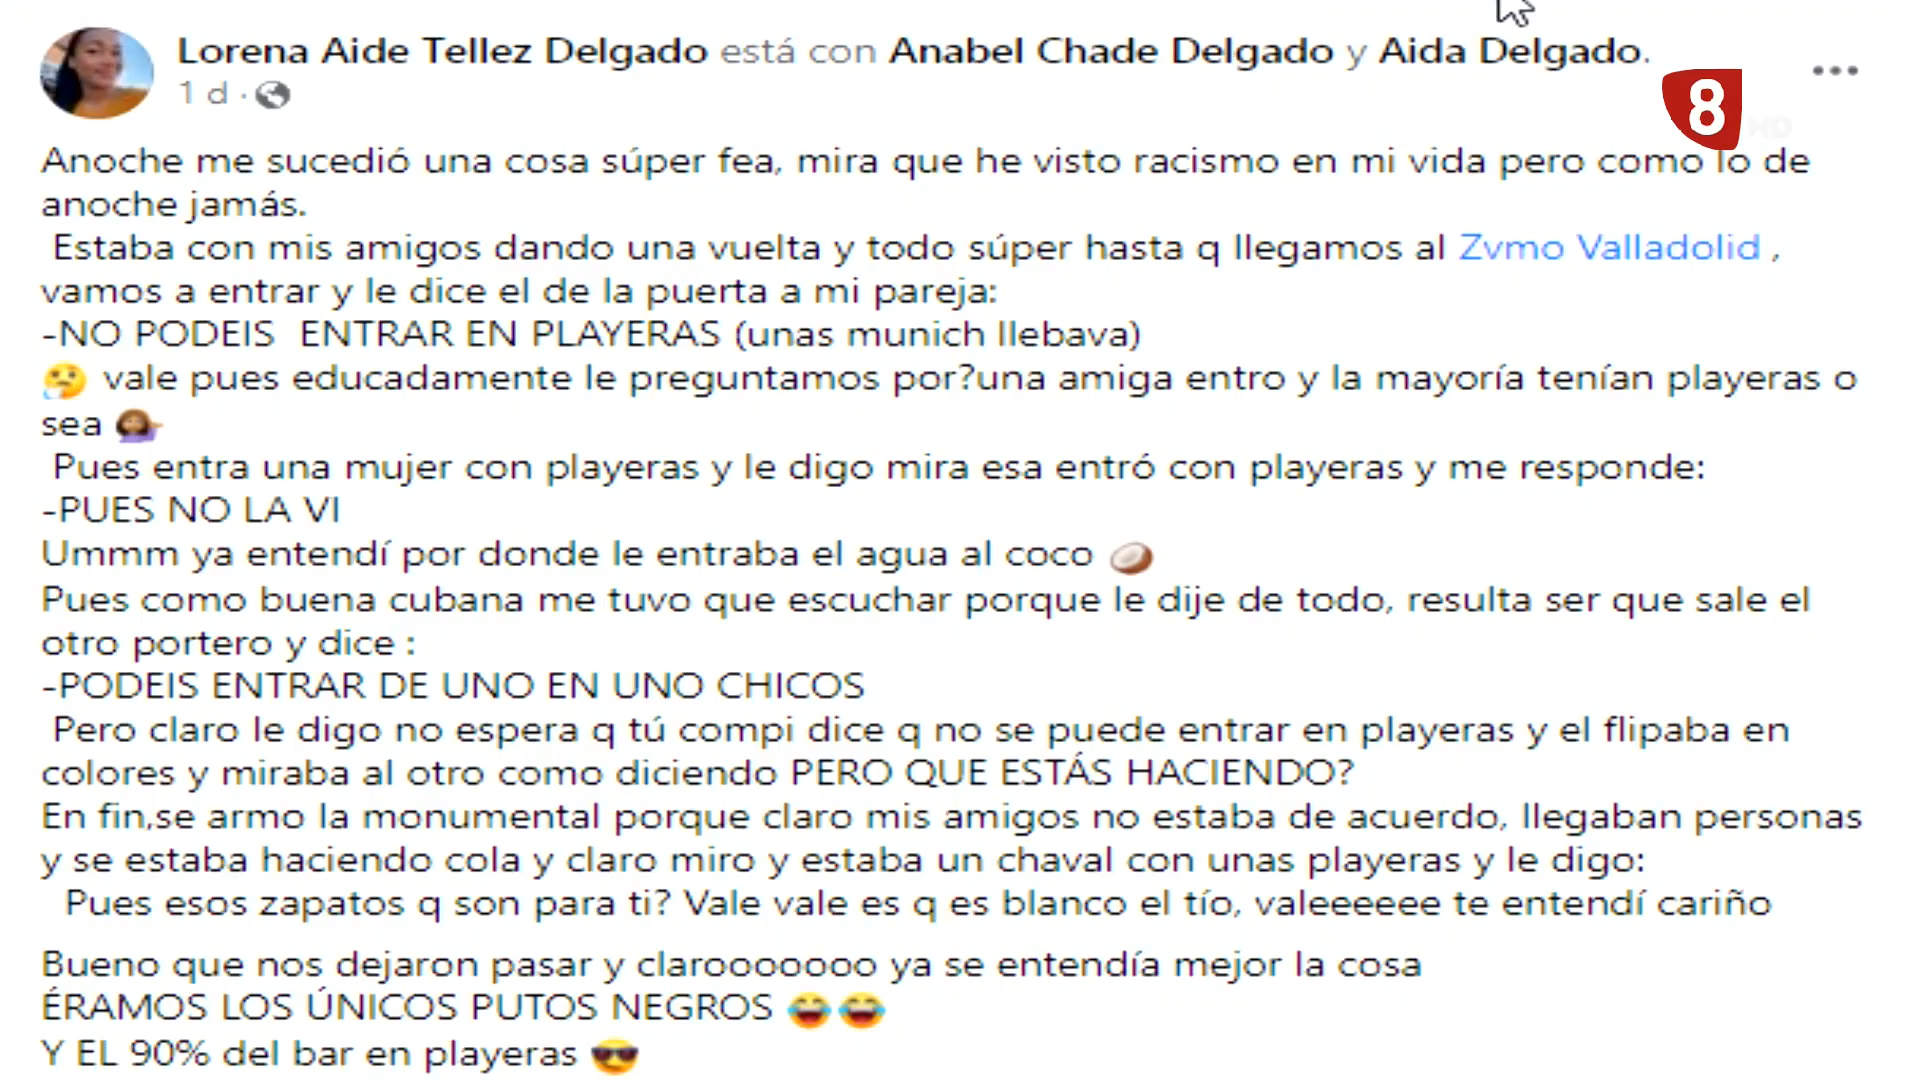 Lorena Aide Tellez Delgado está con Anabel Chade Delgado y Aida Delgado.
1 d ·
8 HD
Anoche me sucedió una cosa súper fea, mira que he visto racismo en mi vida pero como lo de
anoche jamás.
Estaba con mis amigos dando una vuelta y todo súper hasta q llegamos al Zvmo Valladolid ,
vamos a entrar y le dice el de la puerta a mi pareja:
-NO PODEIS ENTRAR EN PLAYERAS (unas munich llebava)
🤔 vale pues educadamente le preguntamos por?una amiga entro y la mayoría tenían playeras o
sea 💁🏽‍♀️
Pues entra una mujer con playeras y le digo mira esa entró con playeras y me responde:
-PUES NO LA VI
Ummm ya entendí por donde le entraba el agua al coco 🥥
Pues como buena cubana me tuvo que escuchar porque le dije de todo, resulta ser que sale el
otro portero y dice :
-PODEIS ENTRAR DE UNO EN UNO CHICOS
Pero claro le digo no espera q tú compi dice q no se puede entrar en playeras y el flipaba en
colores y miraba al otro como diciendo PERO QUE ESTÁS HACIENDO?
En fin,se armo la monumental porque claro mis amigos no estaba de acuerdo, llegaban personas
y se estaba haciendo cola y claro miro y estaba un chaval con unas playeras y le digo:
Pues esos zapatos q son para ti? Vale vale es q es blanco el tío, valeeeeee te entendí cariño
Bueno que nos dejaron pasar y clarooooooo ya se entendía mejor la cosa
ÉRAMOS LOS ÚNICOS PUTOS NEGROS 😂😂
Y EL 90% del bar en playeras 😎